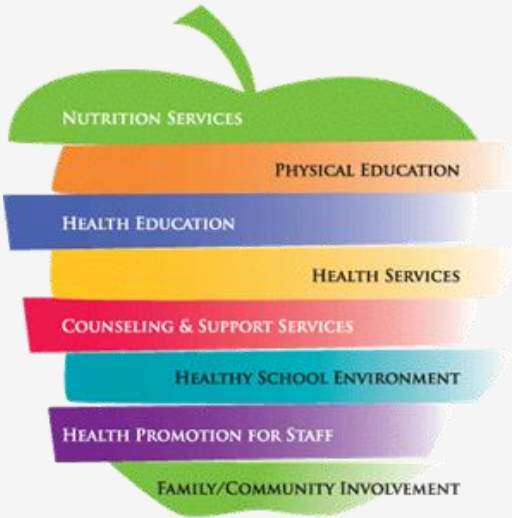 NUTRITION SERVICES
PHYSICAL EDUCATION
HEALTH EDUCATION
HEALTH SERVICES
COUNSELING & SUPPORT SERVICES
HEALTHY SCHOOL ENVIRONMENT
HEALTH PROMOTION FOR STAFF
FAMILY/COMMUNITY INVOLVEMENT